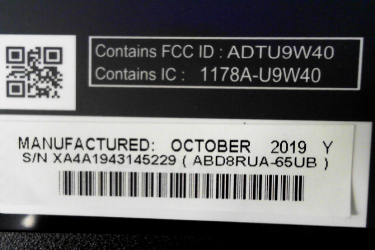 Contains FCC ID : ADTU9W40
Contains IC : 1178A-U9W40
MANUFACTURED: OCTOBER 2019 Y
S/N XA4A1943145229 ( ABD8RUA-65UB )